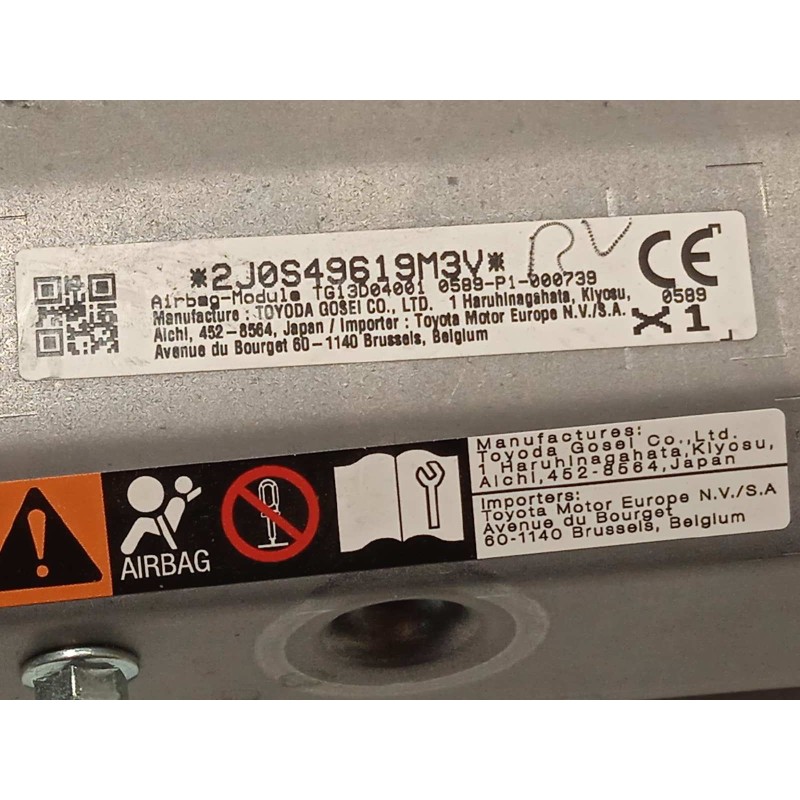 *2J0S49619M3V*
RV
CE
Airbag-Module TG13D04001 0589-P1-000739
0589
Manufacture : TOYODA GOSEI CO., LTD. 1 Haruhinagahata, Kiyosu,
Aichi, 452-8564, Japan / Importer : Toyota Motor Europe N.V./S.A.
X1
Avenue du Bourget 60-1140 Brussels, Belgium
AIRBAG
Manufactures:
Toyoda Gosei Co.,Ltd.
1 Haruhinagahata,Kiyosu,
Aichi,452-8564,Japan
Importers:
Toyota Motor Europe N.V./S.A
Avenue du Bourget
60-1140 Brussels, Belgium